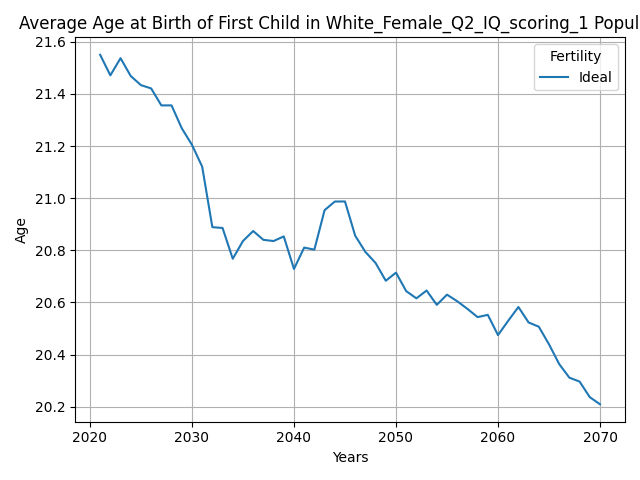 Average Age at Birth of First Child in White_Female_Q2_IQ_scoring_1 Popul
Fertility
Ideal
21.6
21.4
21.2
21.0
20.8
20.6
20.4
20.2
Age
2020 2030 2040 2050 2060 2070
Years